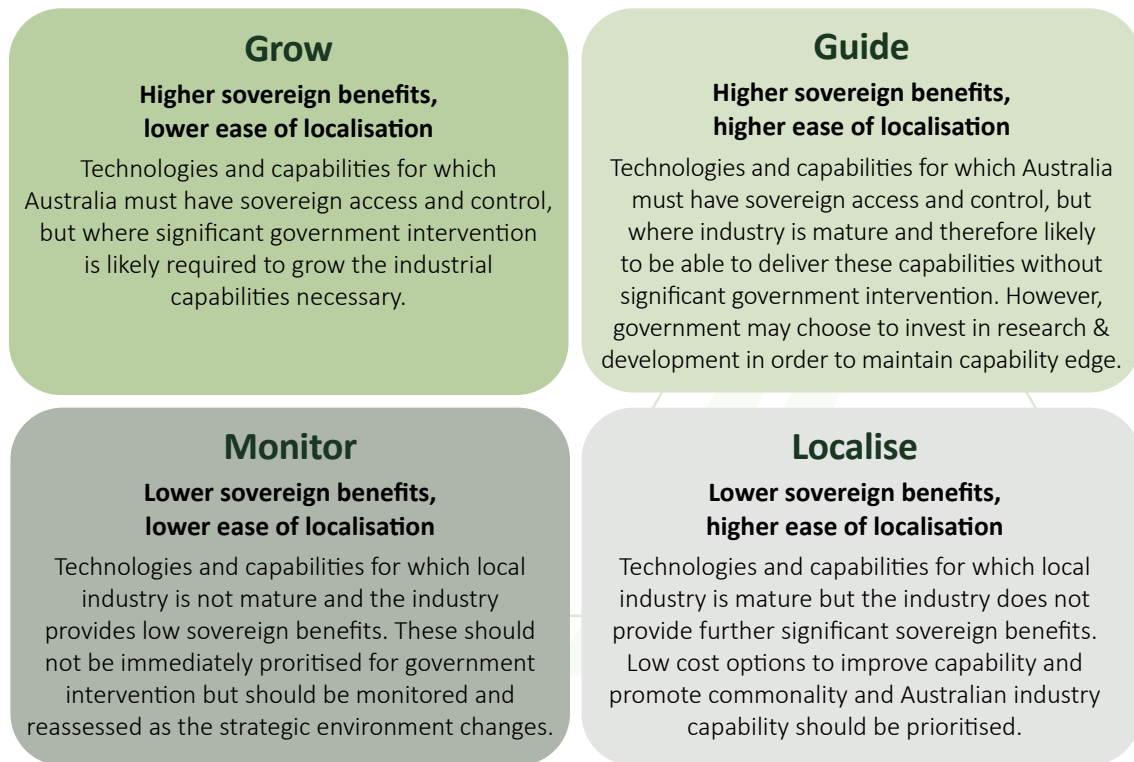 Grow
Higher sovereign benefits,
lower ease of localisation
Technologies and capabilities for which
Australia must have sovereign access and control,
but where significant government intervention
is likely required to grow the industrial
capabilities necessary.
Guide
Higher sovereign benefits,
higher ease of localisation
Technologies and capabilities for which Australia
must have sovereign access and control, but
where industry is mature and therefore likely
to be able to deliver these capabilities without
significant government intervention. However,
government may choose to invest in research &
development in order to maintain capability edge.
Monitor
Lower sovereign benefits,
lower ease of localisation
Technologies and capabilities for which local
industry is not mature and the industry
provides low sovereign benefits. These should
not be immediately proritised for government
intervention but should be monitored and
reassessed as the strategic environment changes.
Localise
Lower sovereign benefits,
higher ease of localisation
Technologies and capabilities for which local
industry is mature but the industry does not
provide further significant sovereign benefits.
Low cost options to improve capability and
promote commonality and Australian industry
capability should be prioritised.